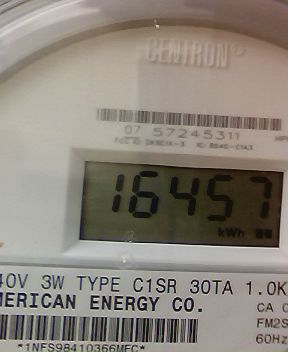 CENTRON®
07 57245311
16457
kWh
40V 3W TYPE C1SR 30TA 1.0K
MERICAN ENERGY CO.
CA 0
FM2S
60Hz
*1NFS98410366MFC*